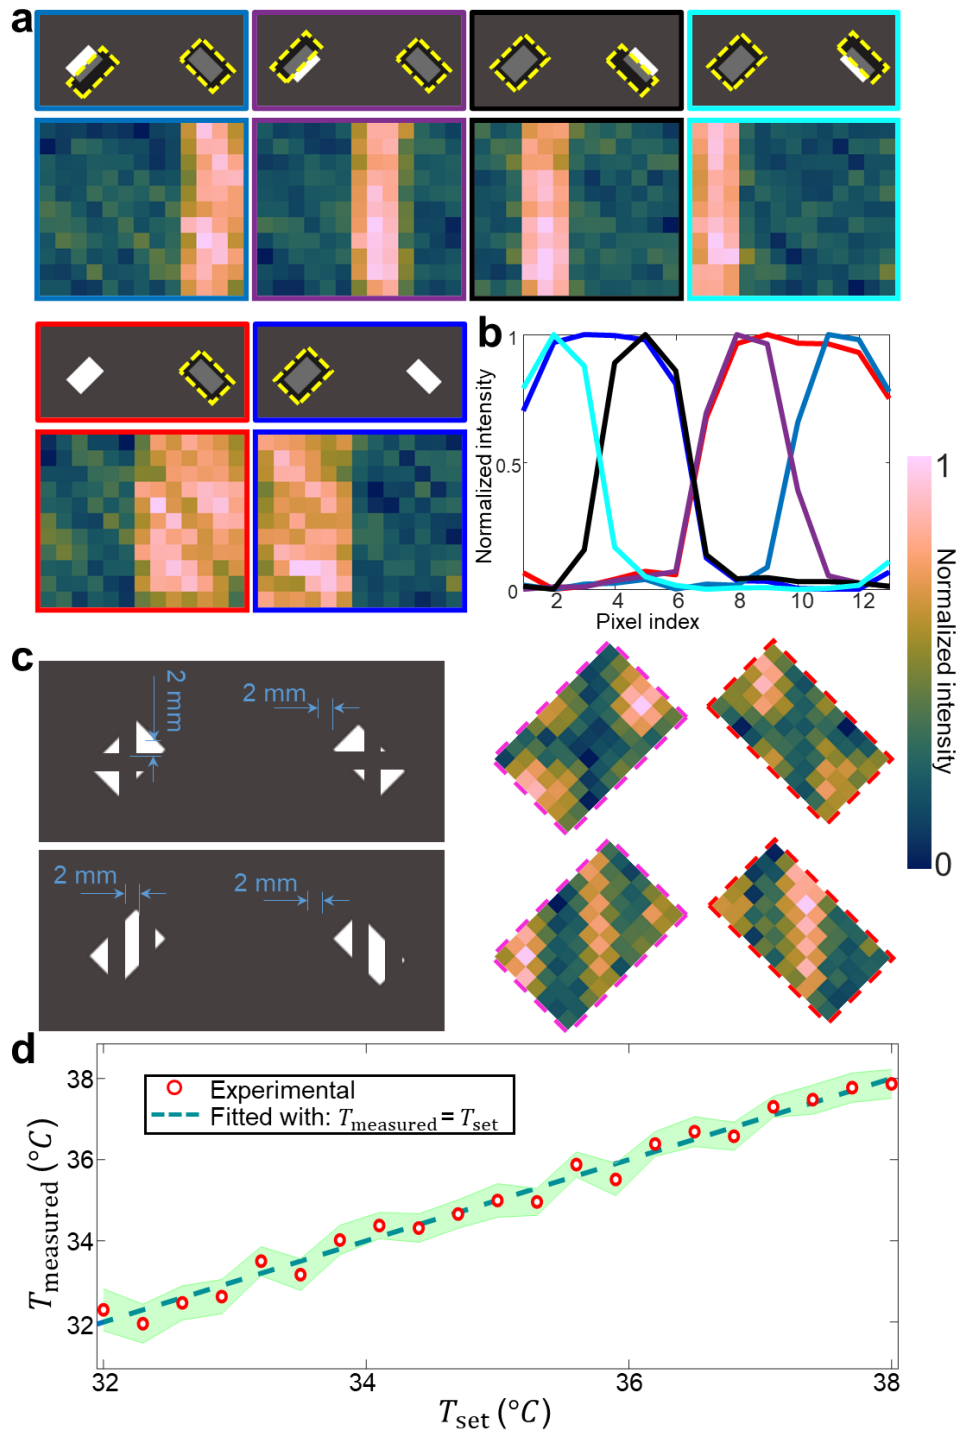 a
b
1
0.5
0
Normalized intensity
2 4 6 8 10 12
Pixel index
1
Normalized intensity
0
c
2 mm
2 mm
2 mm
2 mm
d
38
36
34
32
Tmeasured (°C)
Experimental
Fitted with: Tmeasured = Tset
32 34 36 38
Tset (°C)